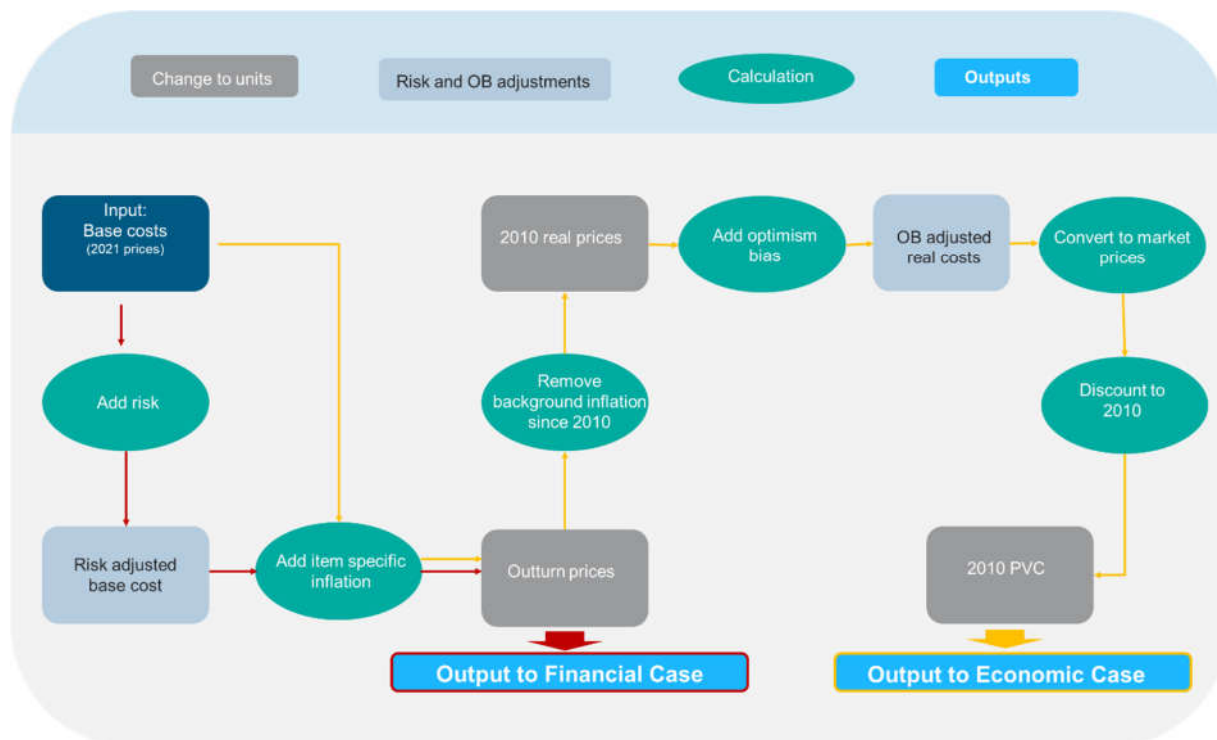 Change to units
Risk and OB adjustments
Calculation
Outputs
Input:
Base costs
(2021 prices)
2010 real prices
Add optimism
bias
OB adjusted
real costs
Convert to market
prices
Add risk
Remove
background inflation
since 2010
Discount to
2010
Risk adjusted
base cost
Add item specific
inflation
Outturn prices
2010 PVC
Output to Financial Case
Output to Economic Case